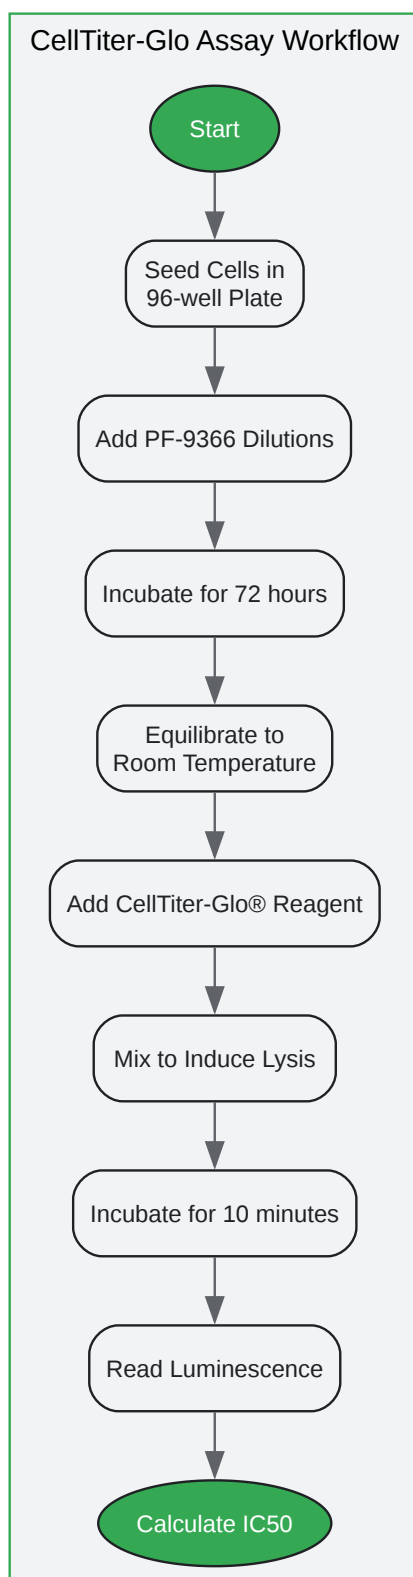 CellTiter-Glo Assay Workflow
Start
Seed Cells in
96-well Plate
Add PF-9366 Dilutions
Incubate for 72 hours
Equilibrate to
Room Temperature
Add CellTiter-Glo® Reagent
Mix to Induce Lysis
Incubate for 10 minutes
Read Luminescence
Calculate IC50